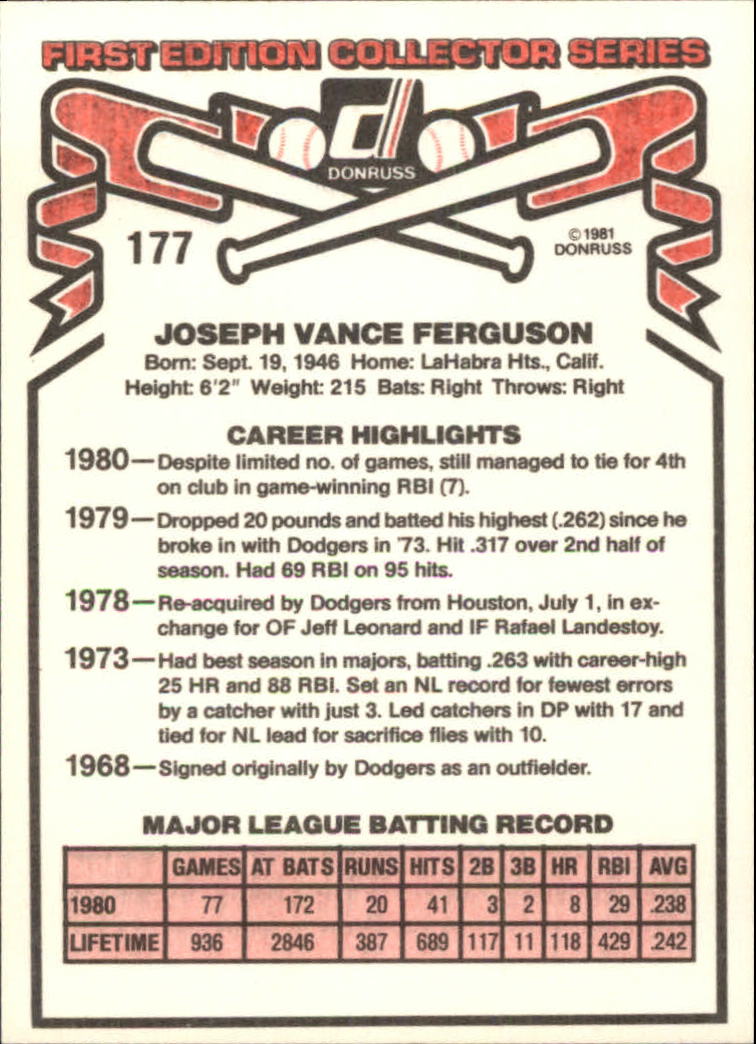 FIRST EDITION COLLECTOR SERIES
d
DONRUSS
177
© 1981
DONRUSS
JOSEPH VANCE FERGUSON
Born: Sept. 19, 1946 Home: LaHabra Hts., Calif.
Height: 6'2" Weight: 215 Bats: Right Throws: Right
CAREER HIGHLIGHTS
1980—Despite limited no. of games, still managed to tie for 4th
on club in game-winning RBI (7).
1979—Dropped 20 pounds and batted his highest (.262) since he
broke in with Dodgers in '73. Hit .317 over 2nd half of
season. Had 69 RBI on 95 hits.
1978—Re-acquired by Dodgers from Houston, July 1, in ex-
change for OF Jeff Leonard and IF Rafael Landestoy.
1973—Had best season in majors, batting .263 with career-high
25 HR and 88 RBI. Set an NL record for fewest errors
by a catcher with just 3. Led catchers in DP with 17 and
tied for NL lead for sacrifice flies with 10.
1968—Signed originally by Dodgers as an outfielder.
MAJOR LEAGUE BATTING RECORD
GAMES AT BATS RUNS HITS 2B 3B HR RBI AVG
1980 77 172 20 41 3 2 8 29 .238
LIFETIME 936 2846 387 689 117 11 118 429 .242